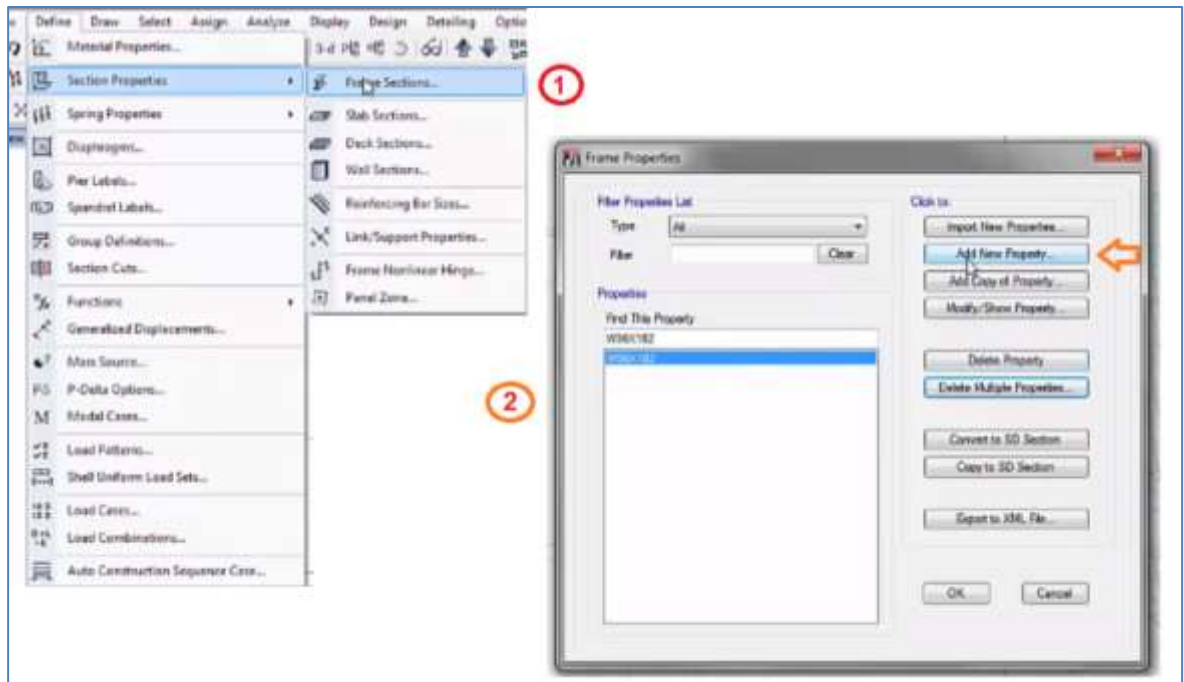 Define Draw Select Assign Analyze Display Design Detailing
Material Properties...
Section Properties
Spring Properties
Diaphragms...
Pier Labels...
Spandrel Labels...
Group Definitions...
Section Cuts...
Functions
Generalized Displacements...
Mass Source...
P-Delta Options...
Modal Cases...
Load Patterns...
Shell Uniform Load Sets...
Load Cases...
Load Combinations...
Auto Construction Sequence Case...
Frame Sections...
Slab Sections...
Deck Sections...
Wall Sections...
Reinforcing Bar Sizes...
Link/Support Properties...
Frame Nonlinear Hinges...
Panel Zone...
1
2
Frame Properties
Filter Properties List
Type All
Filter Clear
Properties
Find This Property
Click to:
Import New Properties...
Add New Property...
Add Copy of Property...
Modify/Show Property...
Delete Property
Delete Multiple Properties...
Convert to SD Section
Copy to SD Section
Export to XML File...
OK Cancel